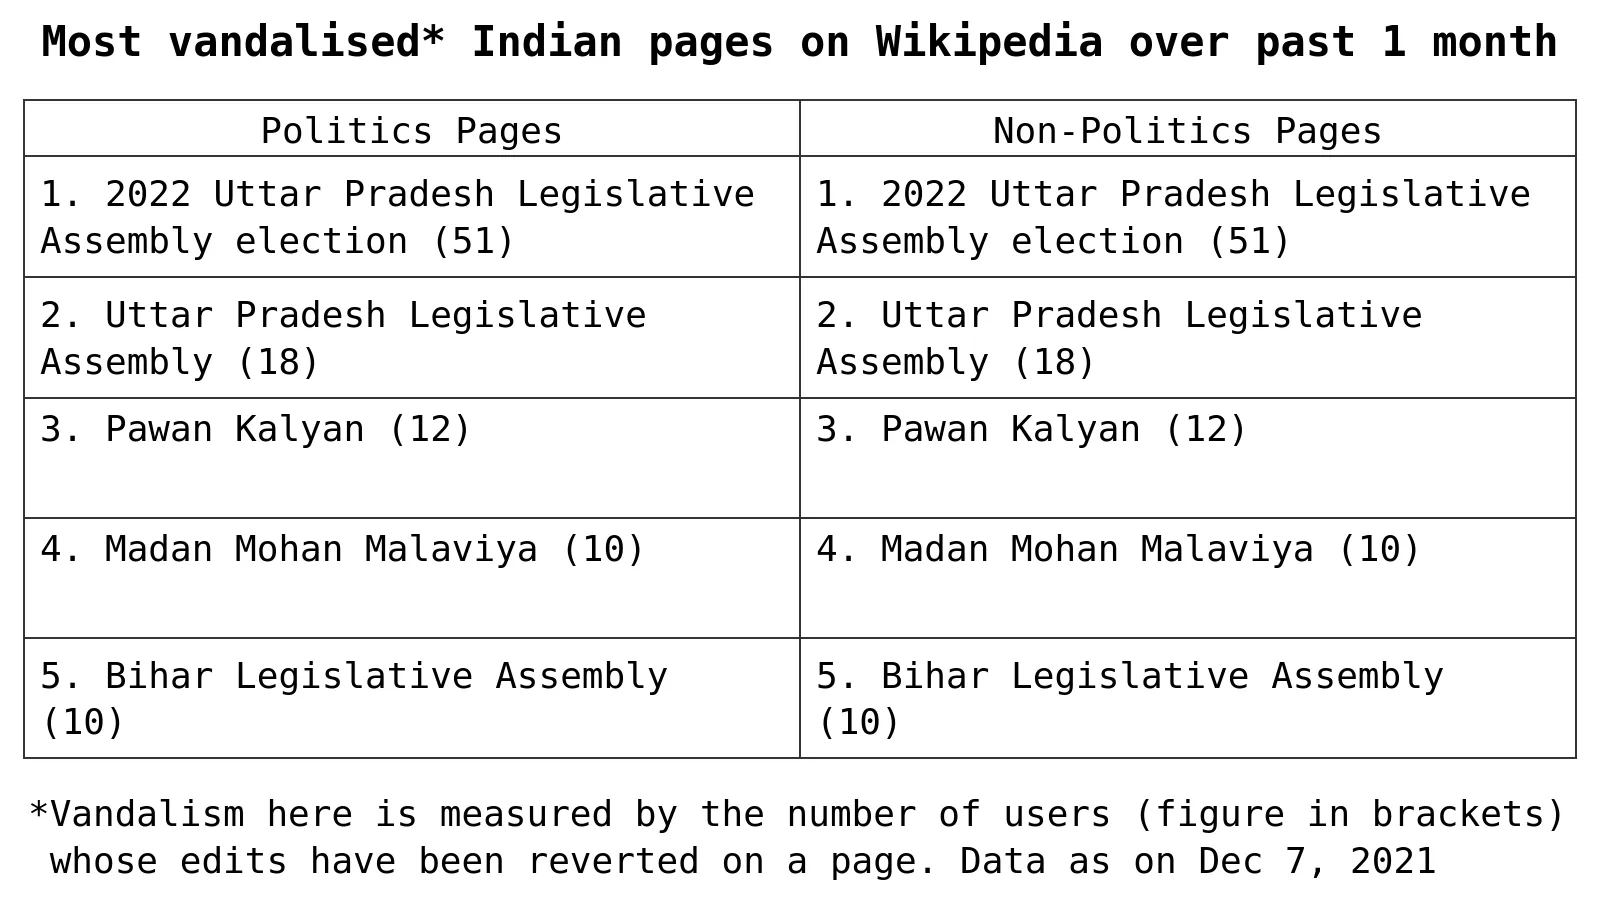 Most vandalised* Indian pages on Wikipedia over past 1 month
Politics Pages
Non-Politics Pages
1. 2022 Uttar Pradesh Legislative
Assembly election (51)
1. 2022 Uttar Pradesh Legislative
Assembly election (51)
2. Uttar Pradesh Legislative
Assembly (18)
2. Uttar Pradesh Legislative
Assembly (18)
3. Pawan Kalyan (12)
3. Pawan Kalyan (12)
4. Madan Mohan Malaviya (10)
4. Madan Mohan Malaviya (10)
5. Bihar Legislative Assembly
(10)
5. Bihar Legislative Assembly
(10)
*Vandalism here is measured by the number of users (figure in brackets)
whose edits have been reverted on a page. Data as on Dec 7, 2021